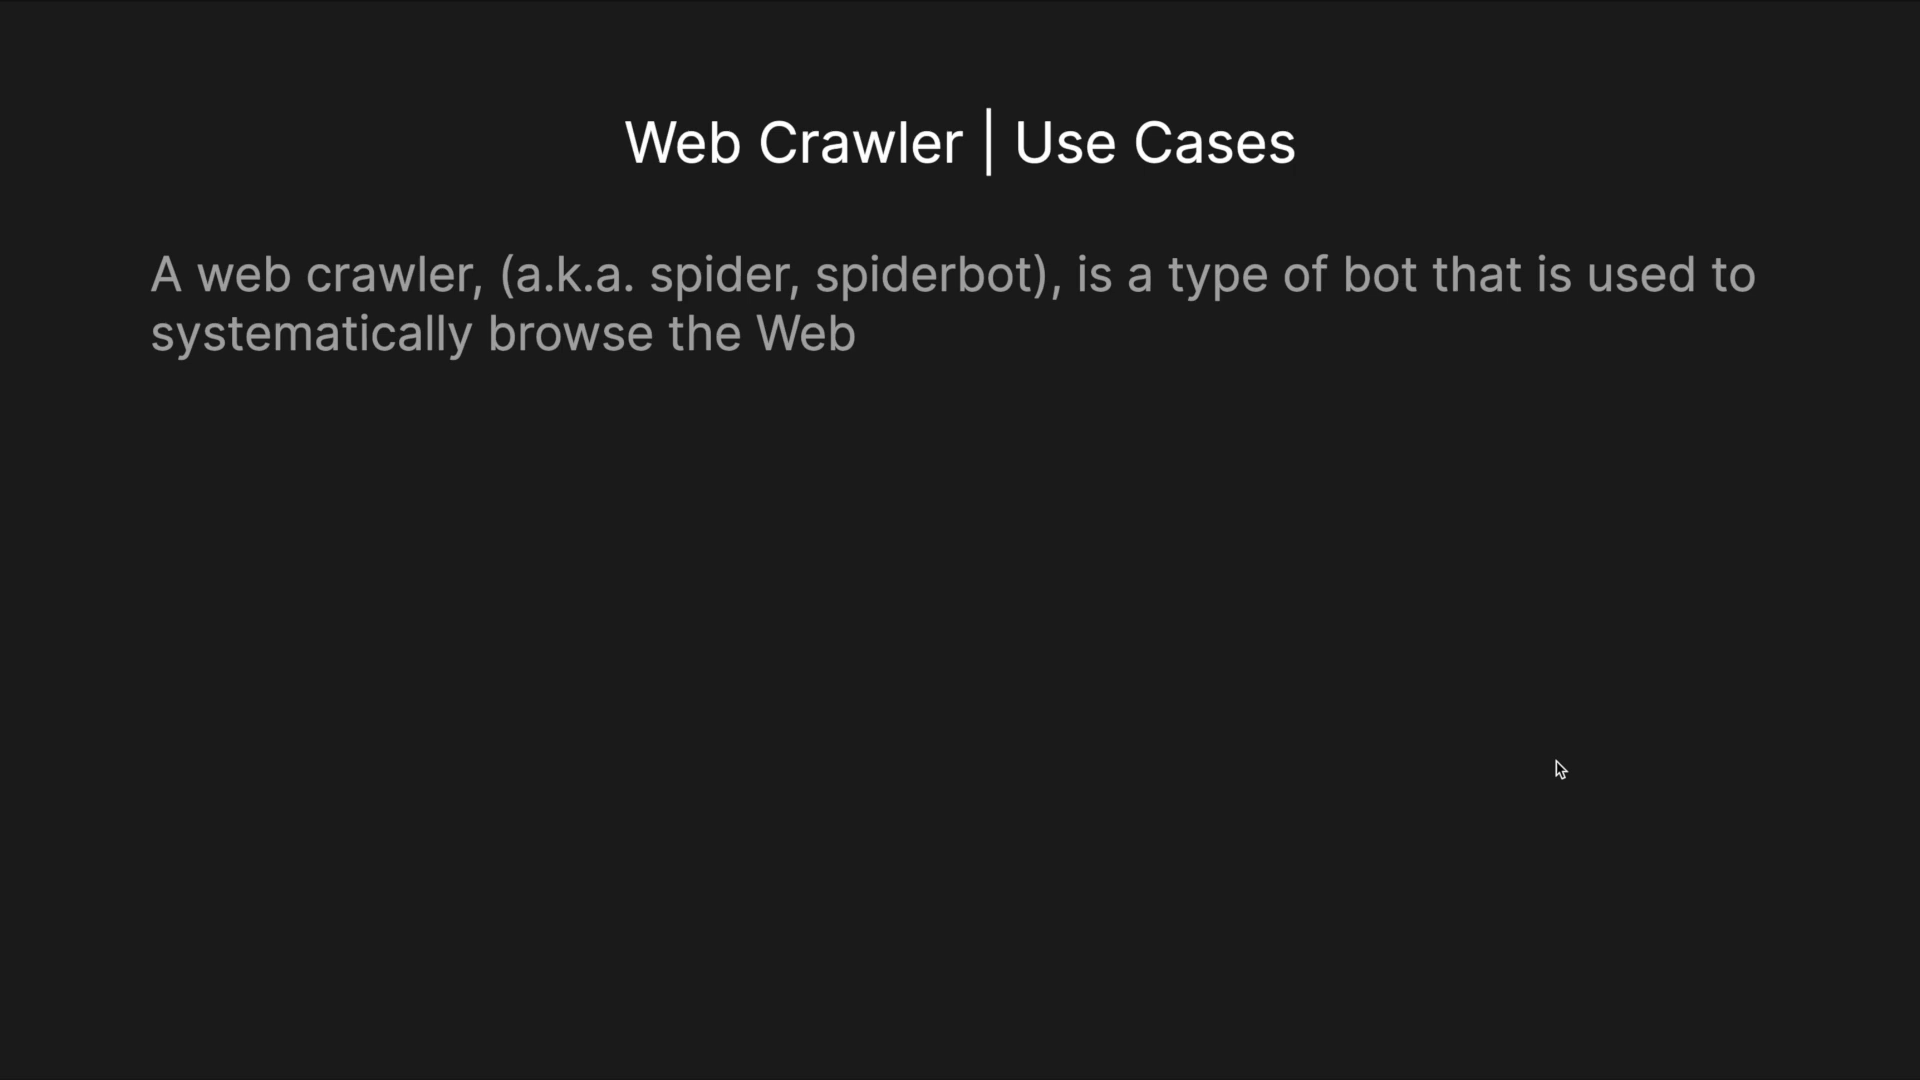 Web Crawler | Use Cases
A web crawler, (a.k.a. spider, spiderbot), is a type of bot that is used to
systematically browse the Web